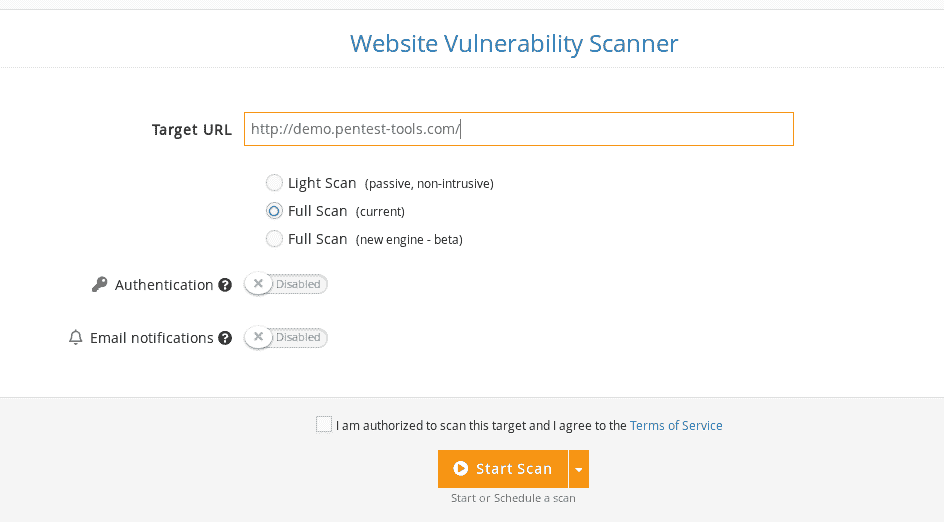 Website Vulnerability Scanner
Target URL http://demo.pentest-tools.com/
Light Scan (passive, non-intrusive)
Full Scan (current)
Full Scan (new engine - beta)
Authentication ? Disabled
Email notifications ? Disabled
I am authorized to scan this target and I agree to the Terms of Service
Start Scan
Start or Schedule a scan